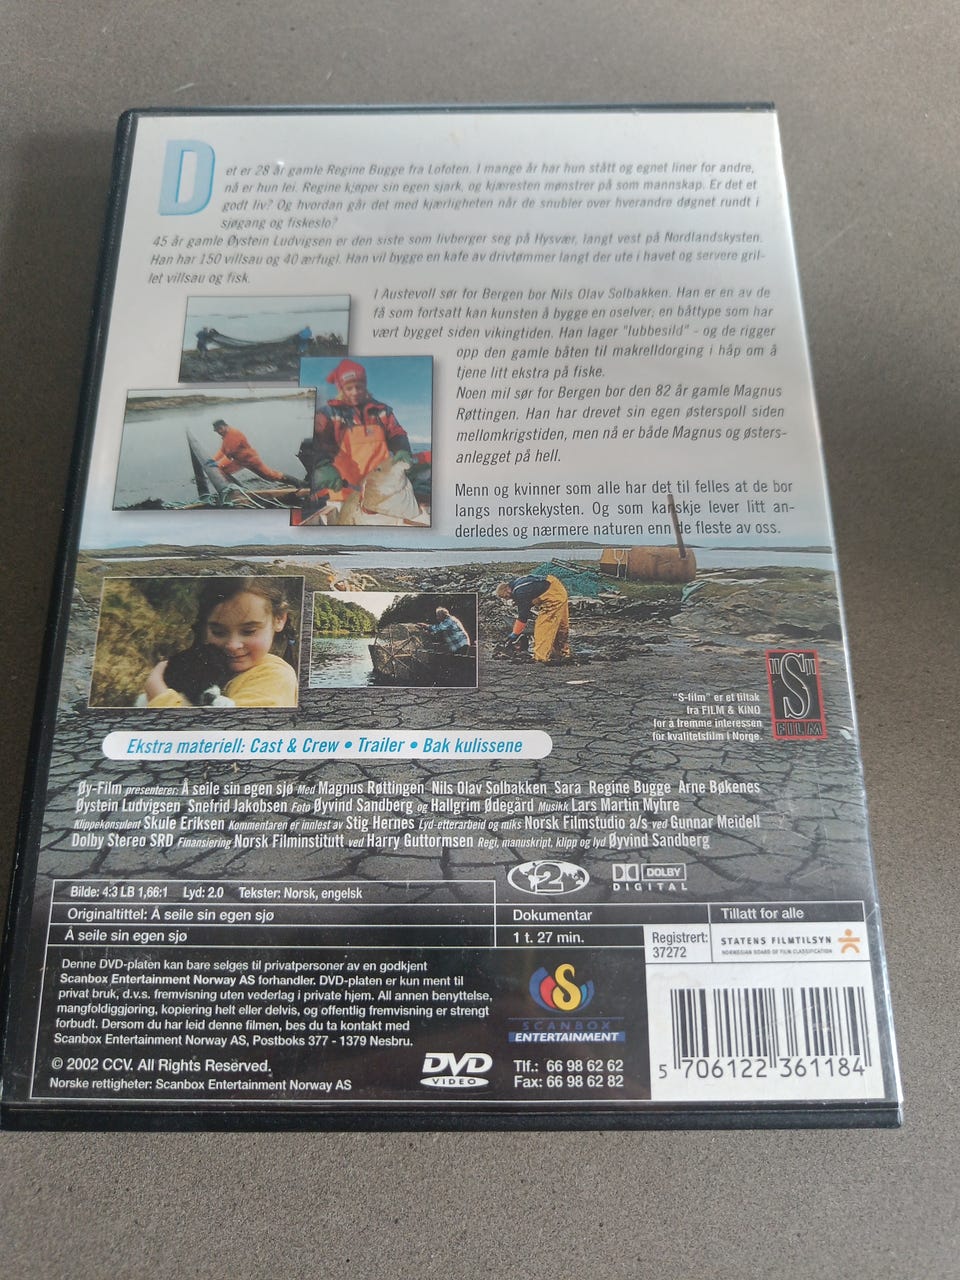 Det er 28 år gamle Regine Bugge fra Lofoten. I mange år har hun stått og egnet liner for andre,
nå er hun lei. Regine kjøper sin egen sjark, og kjæresten mønstrer på som mannskap. Er det et
godt liv? Og hvordan går det med kjærligheten når de snubler over hverandre døgnet rundt i
sjøgang og fiskeslo?
45 år gamle Øystein Ludvigsen er den siste som livberger seg på Hysvær, langt vest på Nordlandskysten.
Han har 150 villsau og 40 ærfugl. Han vil bygge en kafe av drivtømmer langt der ute i havet og servere gril-
let villsau og fisk.
I Austevoll sør for Bergen bor Nils Olav Solbakken. Han er en av de
få som fortsatt kan kunsten å bygge en oselver; en båttype som har
vært bygget siden vikingtiden. Han lager "lubbesild" - og de rigger
opp den gamle båten til makrelldorging i håp om å
tjene litt ekstra på fiske.
Noen mil sør for Bergen bor den 82 år gamle Magnus
Røttingen. Han har drevet sin egen østerspoll siden
mellomkrigstiden, men nå er både Magnus og østers-
anlegget på hell.
Menn og kvinner som alle har det til felles at de bor
langs norskekysten. Og som kanskje lever litt an-
derledes og nærmere naturen enn de fleste av oss.
"S-film" er et tiltak
fra FILM & KINO
for å fremme interessen
for kvalitetsfilm i Norge.
"S"
FILM
Ekstra materiell: Cast & Crew • Trailer • Bak kulissene
Øy-Film presenterer: Å seile sin egen sjø Med Magnus Røttingen Nils Olav Solbakken Sara Regine Bugge Arne Bøkenes
Øystein Ludvigsen Snefrid Jakobsen Foto Øyvind Sandberg og Hallgrim Ødegård Musikk Lars Martin Myhre
Klippekonsulent Skule Eriksen Kommentaren er innlest av Stig Hernes Lyd-etterarbeid og miks Norsk Filmstudio a/s ved Gunnar Meidell
Dolby Stereo SRD Finansiering Norsk Filminstitutt ved Harry Guttormsen Regi, manuskript, klipp og lyd Øyvind Sandberg
2
DOLBY
DIGITAL
Bilde: 4:3 LB 1,66:1 Lyd: 2.0 Tekster: Norsk, engelsk
Originaltittel: Å seile sin egen sjø
Dokumentar
Tillatt for alle
Å seile sin egen sjø
1 t. 27 min.
Registrert:
37272
STATENS FILMTILSYN
NORWEGIAN BOARD OF FILM CLASSIFICATION
Denne DVD-platen kan bare selges til privatpersoner av en godkjent
Scanbox Entertainment Norway AS forhandler. DVD-platen er kun ment til
privat bruk, d.v.s. fremvisning uten vederlag i private hjem. All annen benyttelse,
mangfoldiggjøring, kopiering helt eller delvis, og offentlig fremvisning er strengt
forbudt. Dersom du har leid denne filmen, bes du ta kontakt med
Scanbox Entertainment Norway AS, Postboks 377 - 1379 Nesbru.
S
SCANBOX
ENTERTAINMENT
© 2002 CCV. All Rights Reserved.
Norske rettigheter: Scanbox Entertainment Norway AS
DVD
VIDEO
Tlf.: 66 98 62 62
Fax: 66 98 62 82
5 706122 361184